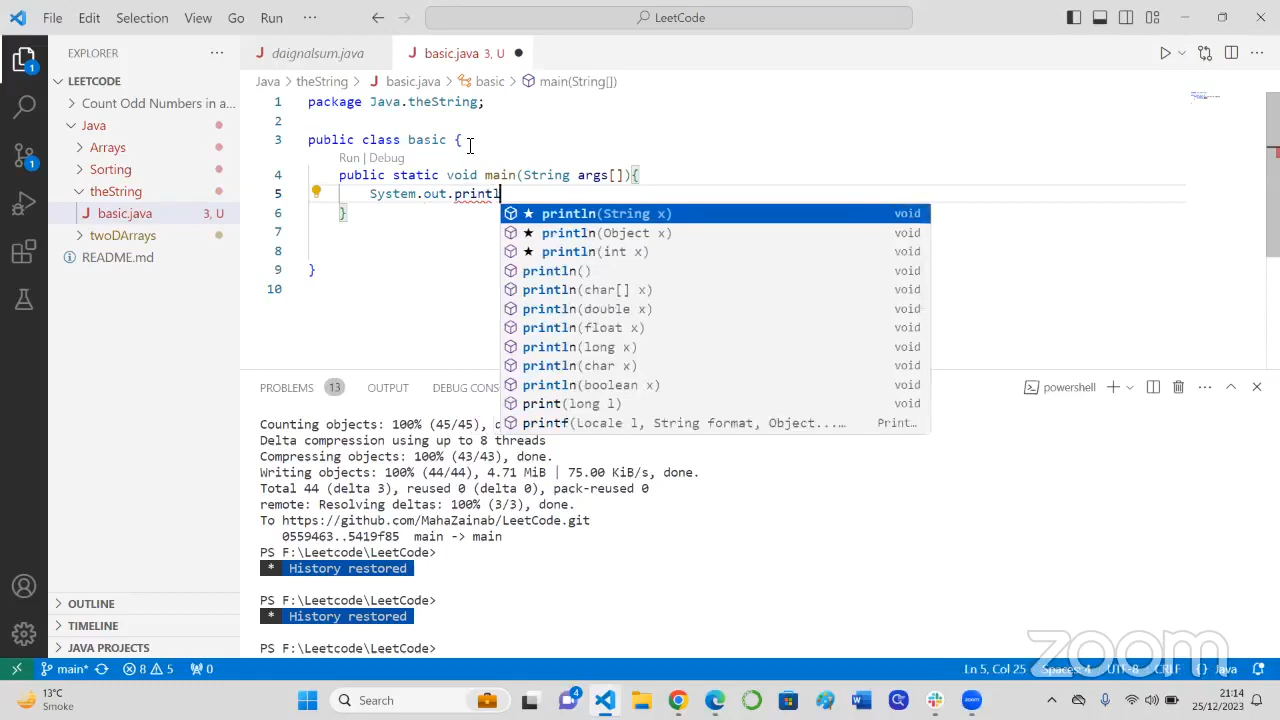 File Edit Selection View Go Run ··· LeetCode
EXPLORER ···
LEETCODE
Count Odd Numbers in a...
Java
Arrays
Sorting
theString
basic.java 3, U
twoDArrays
README.md
OUTLINE
TIMELINE
JAVA PROJECTS
daignalsum.java basic.java 3, U
Java > theString > basic.java > basic > main(String[])
1 package Java.theString;
2
3 public class basic {
Run | Debug
4 public static void main(String args[]){
5 System.out.printl
6 }
7
8
9 }
10
println(String x) void
println(Object x) void
println(int x) void
println() void
println(char[] x) void
println(double x) void
println(float x) void
println(long x) void
println(char x) void
println(boolean x) void
print(long l) void
printf(Locale l, String format, Object...… Print…
PROBLEMS 13 OUTPUT DEBUG CONS powershell
Counting objects: 100% (45/45), d
Delta compression using up to 8 threads
Compressing objects: 100% (43/43), done.
Writing objects: 100% (44/44), 4.71 MiB | 75.00 KiB/s, done.
Total 44 (delta 3), reused 0 (delta 0), pack-reused 0
remote: Resolving deltas: 100% (3/3), done.
To https://github.com/MahaZainab/LeetCode.git
0559463..5419f85 main -> main
PS F:\Leetcode\LeetCode>
* History restored
PS F:\Leetcode\LeetCode>
* History restored
PS F:\Leetcode\LeetCode>
zoom
main* 8 5 0 Ln 5, Col 25 Spaces: 4 UTF-8 CRLF {} Java
13°C
Smoke
Search
4
21:14
25/12/2023